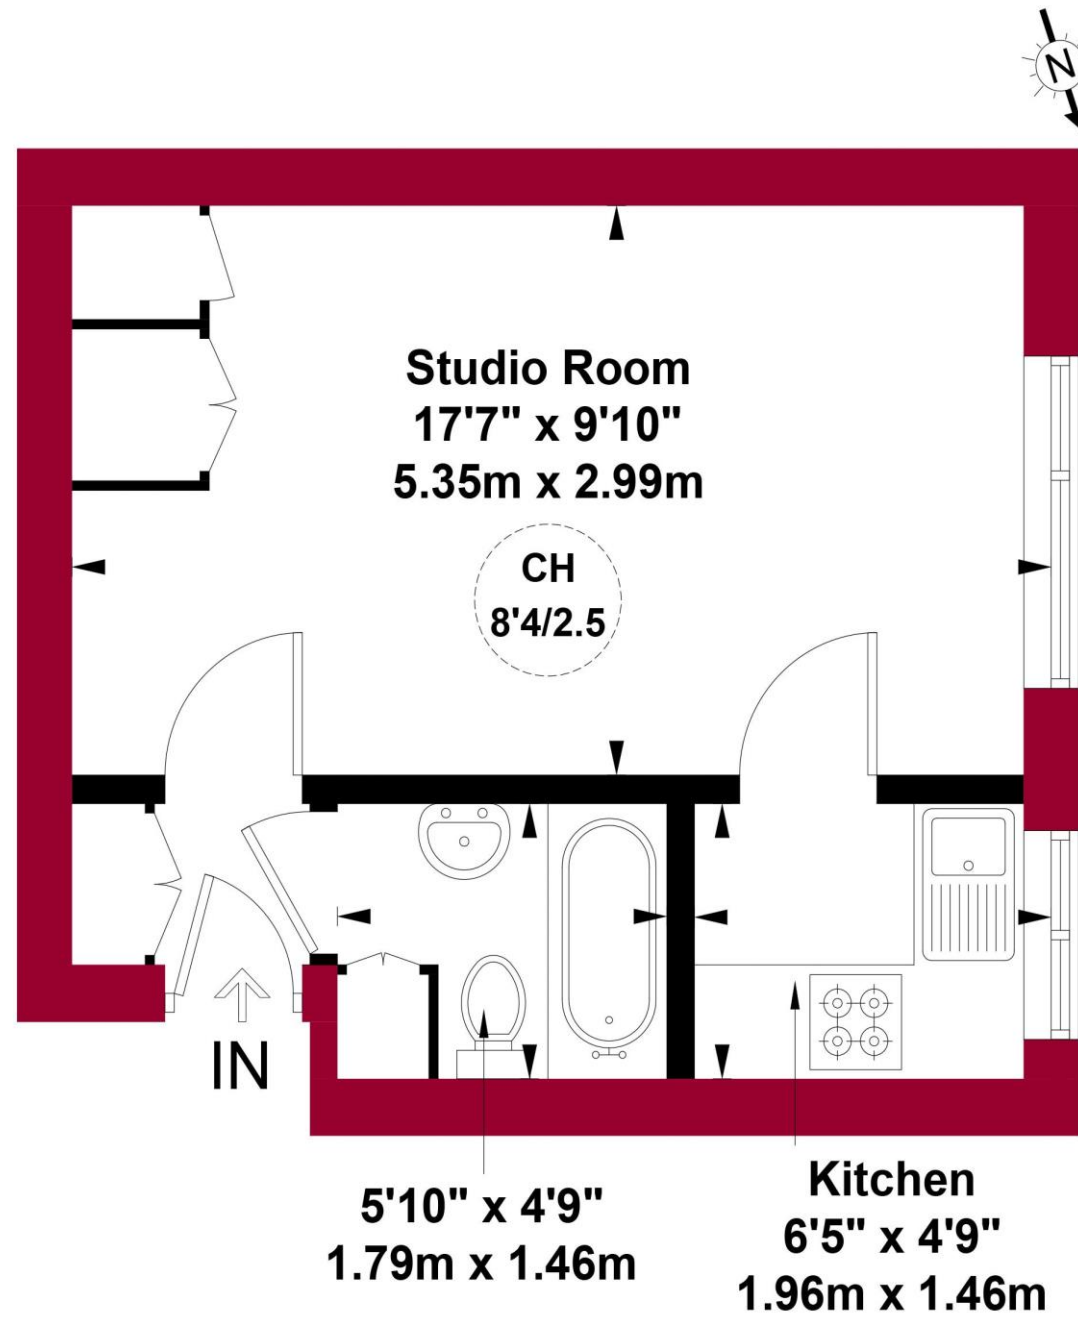 N
Studio Room
17'7" x 9'10"
5.35m x 2.99m
CH
8'4/2.5
IN
5'10" x 4'9"
1.79m x 1.46m
Kitchen
6'5" x 4'9"
1.96m x 1.46m